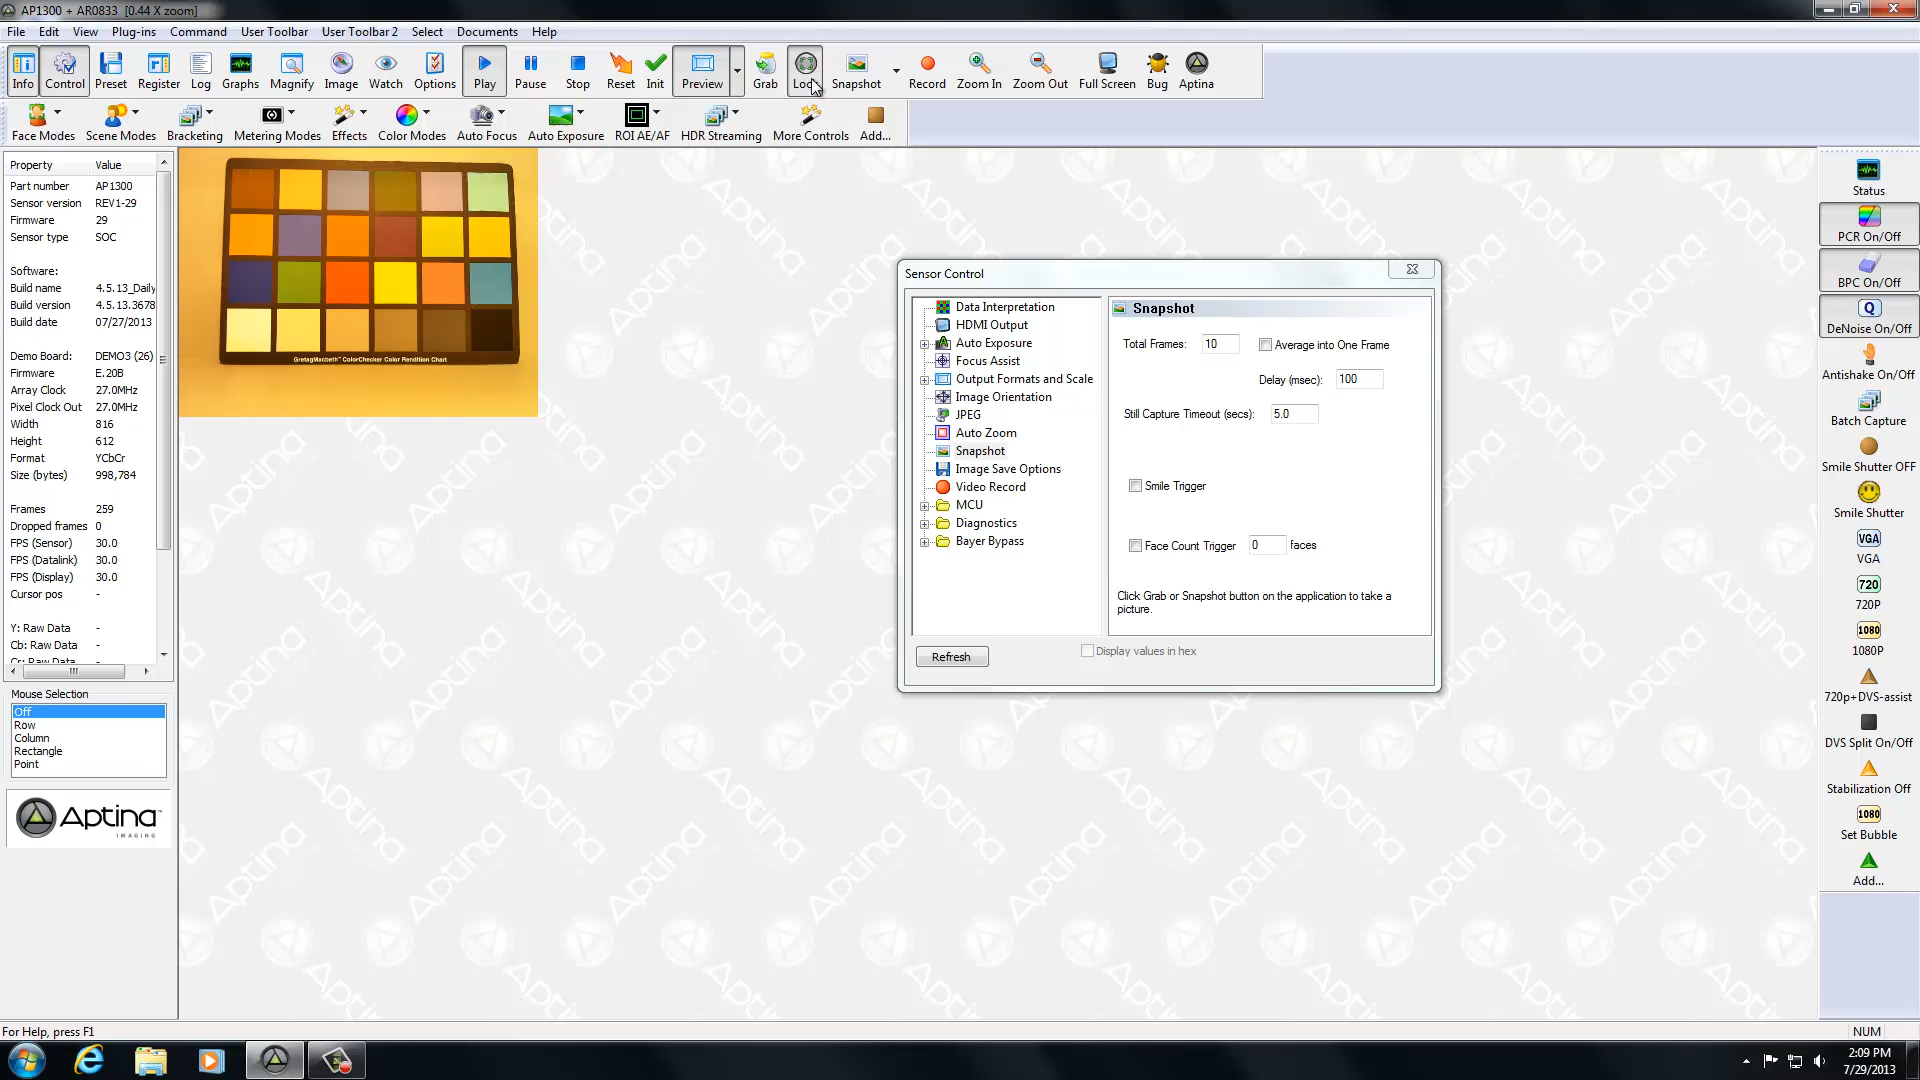 AP1300 + AR0833 [0.44 X zoom]
File Edit View Plug-ins Command User Toolbar User Toolbar 2 Select Documents Help
Info Control Preset Register Log Graphs Magnify Image Watch Options Play Pause Stop Reset Init Preview Grab Snapshot Record Zoom In Zoom Out Full Screen Bug Aptina
Face Modes Scene Modes Bracketing Metering Modes Effects Color Modes Auto Focus Auto Exposure ROI AE/AF HDR Streaming More Controls Add...
Property Value
Part number AP1300
Sensor version REV1-29
Firmware 29
Sensor type SOC
Software:
Build name 4.5.13_Daily
Build version 4.5.13.3678
Build date 07/27/2013
Demo Board: DEMO3 (26)
Firmware E.20B
Array Clock 27.0MHz
Pixel Clock Out 27.0MHz
Width 816
Height 612
Format YCbCr
Size (bytes) 998,784
Frames 259
Dropped frames 0
FPS (Sensor) 30.0
FPS (Datalink) 30.0
FPS (Display) 30.0
Cursor pos -
Y: Raw Data -
Cb: Raw Data -
Cr: Raw Data -
Mouse Selection
Off
Row
Column
Rectangle
Point
Aptina
IMAGING
GretagMacbeth™ ColorChecker Color Rendition Chart
Sensor Control
Data Interpretation
HDMI Output
Auto Exposure
Focus Assist
Output Formats and Scale
Image Orientation
JPEG
Auto Zoom
Snapshot
Image Save Options
Video Record
MCU
Diagnostics
Bayer Bypass
Refresh
Snapshot
Total Frames: 10 Average into One Frame
Delay (msec): 100
Still Capture Timeout (secs): 5.0
Smile Trigger
Face Count Trigger 0 faces
Click Grab or Snapshot button on the application to take a
picture.
Display values in hex
Status
PCR On/Off
BPC On/Off
Q
DeNoise On/Off
Antishake On/Off
Batch Capture
Smile Shutter OFF
Smile Shutter
VGA
VGA
720
720P
1080
1080P
720p+DVS-assist
DVS Split On/Off
Stabilization Off
1080
Set Bubble
Add...
For Help, press F1
NUM
2:09 PM
7/29/2013